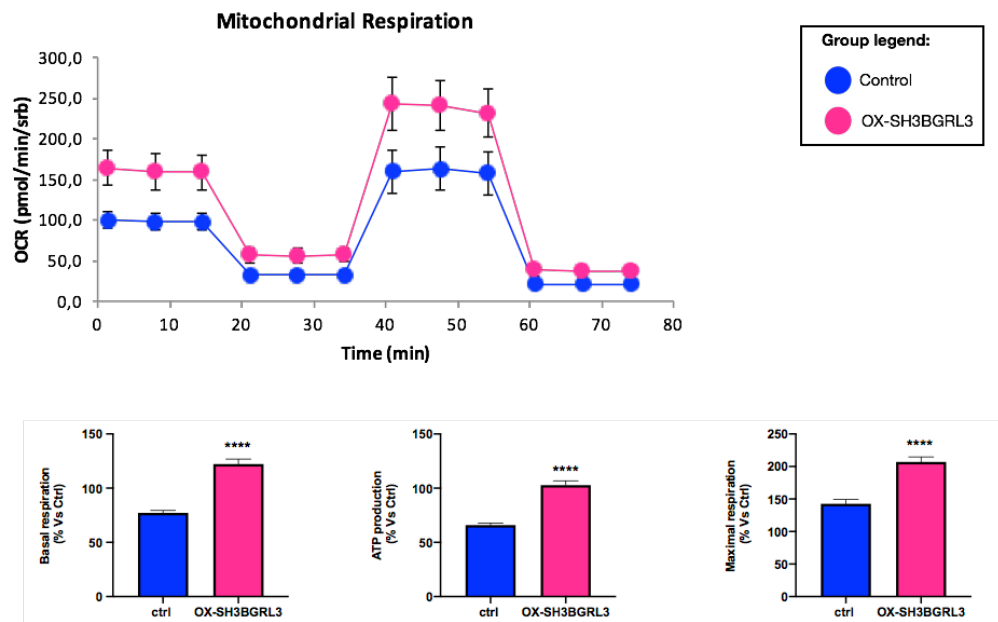 Mitochondrial Respiration
300,0
250,0
200,0
150,0
100,0
50,0
0,0
OCR (pmol/min/srb)
0 10 20 30 40 50 60 70 80
Time (min)
Group legend:
Control
OX-SH3BGRL3
150
100
50
0
Basal respiration
(% Vs Ctrl)
****
ctrl OX-SH3BGRL3
150
100
50
0
ATP production
(% Vs Ctrl)
****
ctrl OX-SH3BGRL3
250
200
150
100
50
0
Maximal respiration
(% Vs Ctrl)
****
ctrl OX-SH3BGRL3